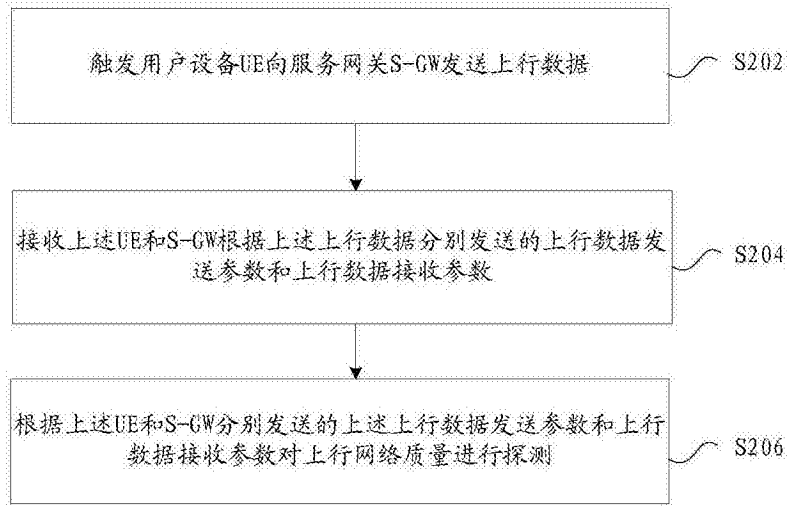 触发用户设备UE向服务网关S-GW发送上行数据
S202
接收上述UE和S-GW根据上述上行数据分别发送的上行数据发
送参数和上行数据接收参数
S204
根据上述UE和S-GW分别发送的上述上行数据发送参数和上行
数据接收参数对上行网络质量进行探测
S206